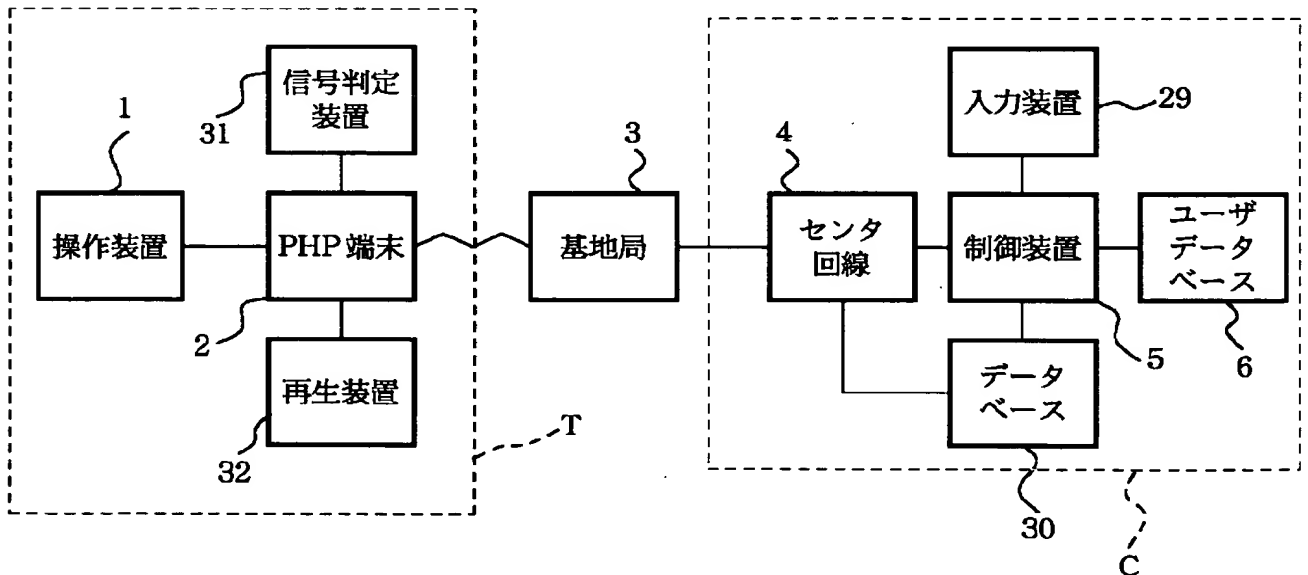 信号判定
装置
31
1
操作装置
PHP 端末
2
再生装置
32
T
3
基地局
4
センタ
回線
入力装置
29
制御装置
5
ユーザ
データ
ベース
6
データ
ベース
30
C